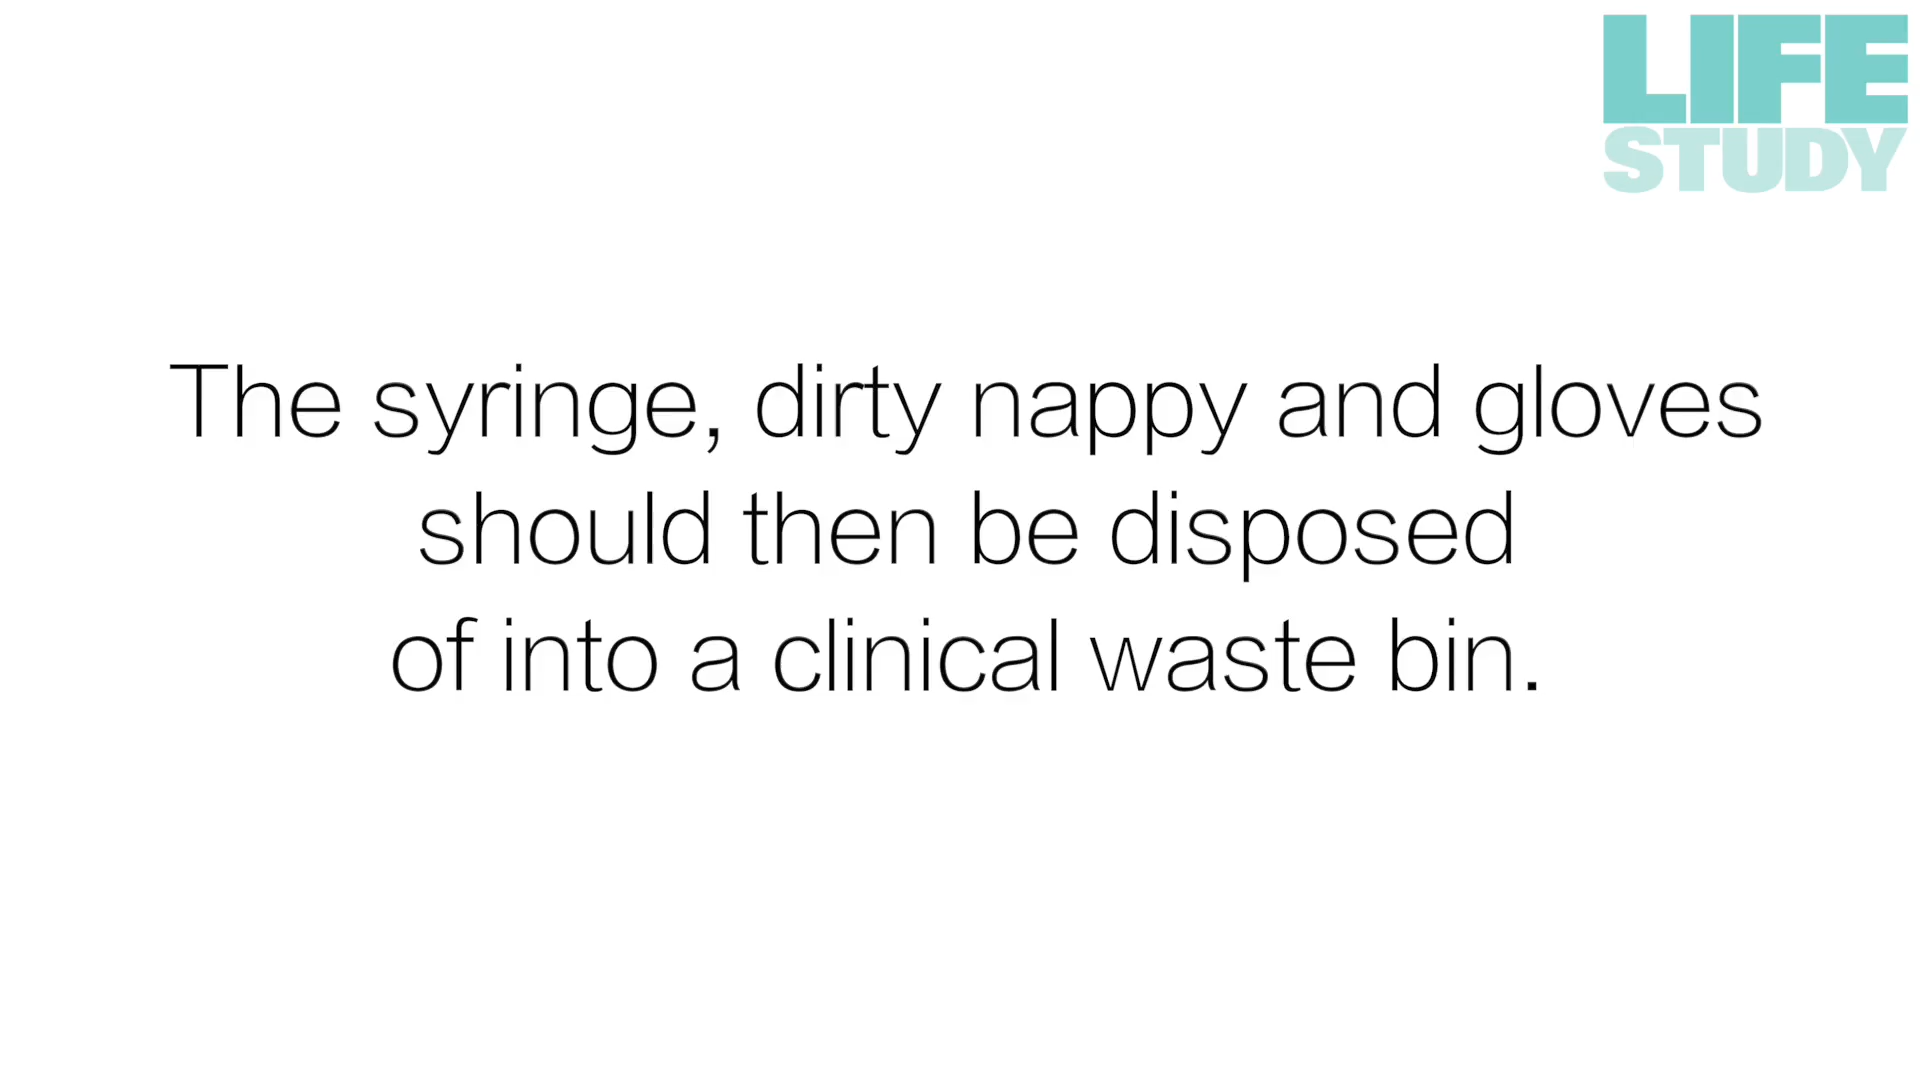 LIFE
STUDY
The syringe, dirty nappy and gloves
should then be disposed
of into a clinical waste bin.